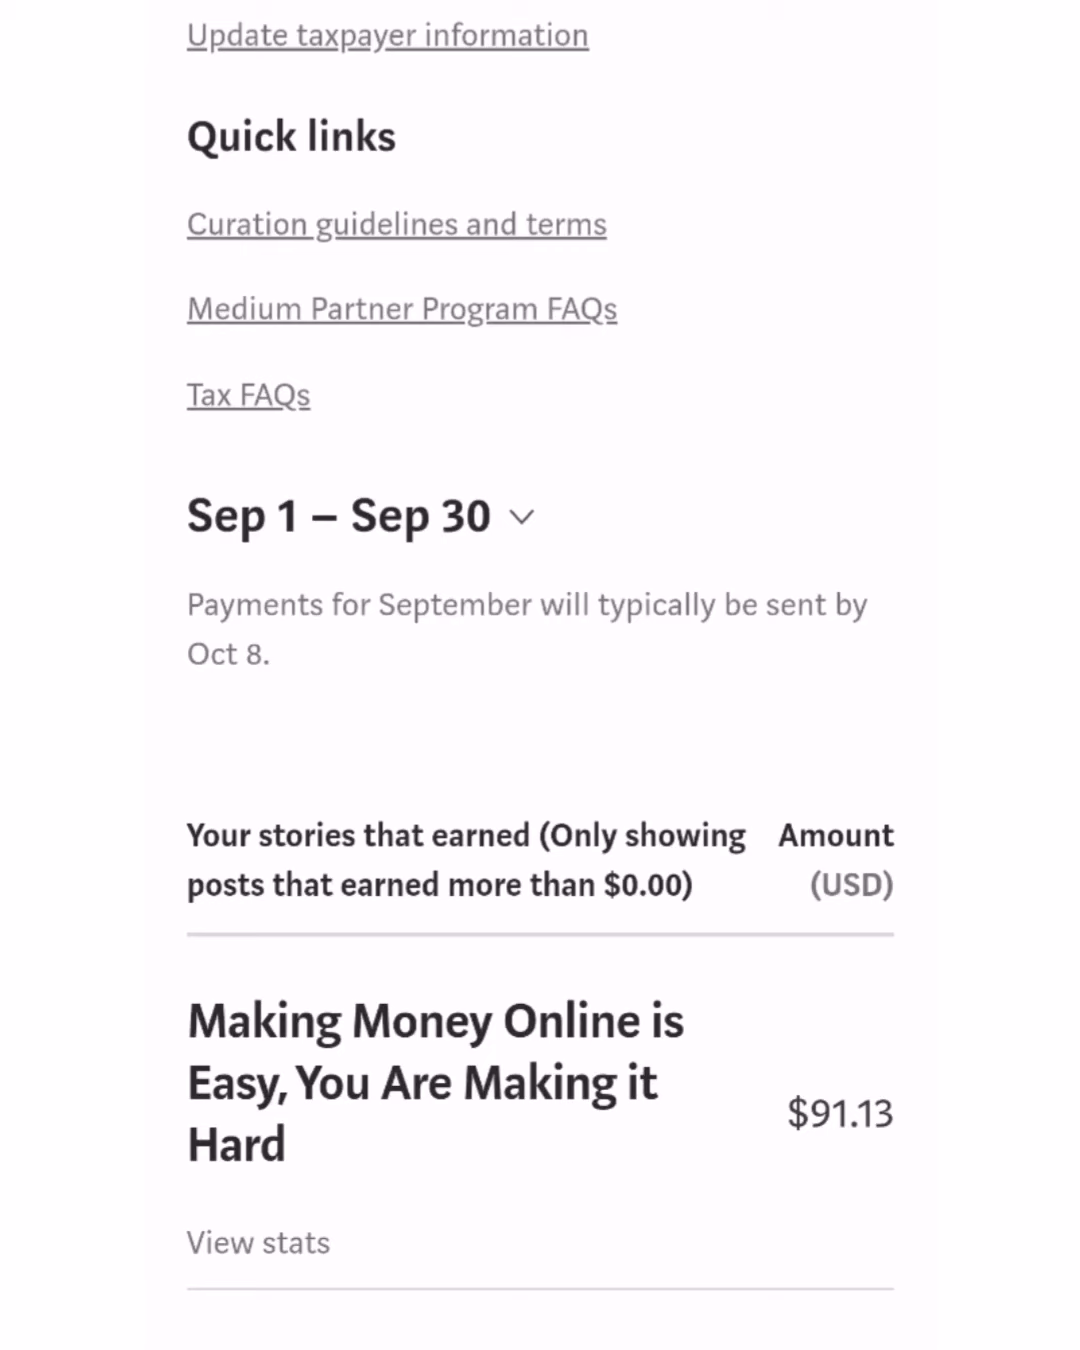 Update taxpayer information
Quick links
Curation guidelines and terms
Medium Partner Program FAQs
Tax FAQs
Sep 1 – Sep 30
Payments for September will typically be sent by
Oct 8.
Your stories that earned (Only showing
posts that earned more than $0.00)
Amount
(USD)
Making Money Online is
Easy, You Are Making it
Hard
$91.13
View stats